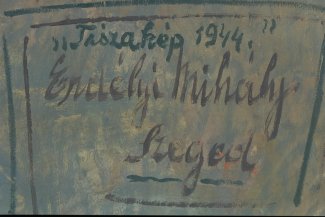 „Tiszakép 1944.”
Erdélyi Mihály
Szeged